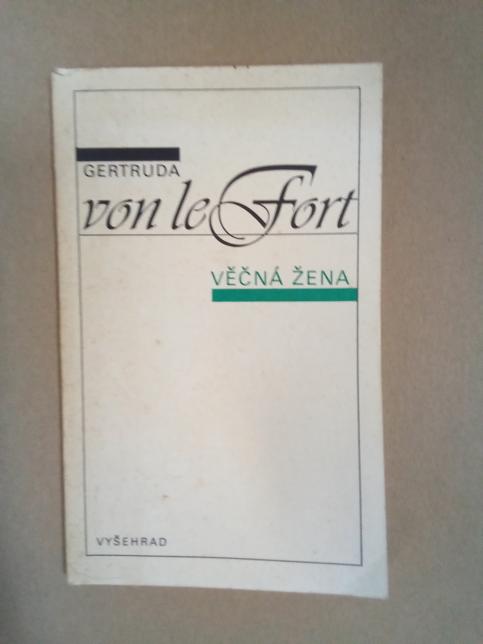 GERTRUDA
von le Fort
VĚČNÁ ŽENA
VYŠEHRAD